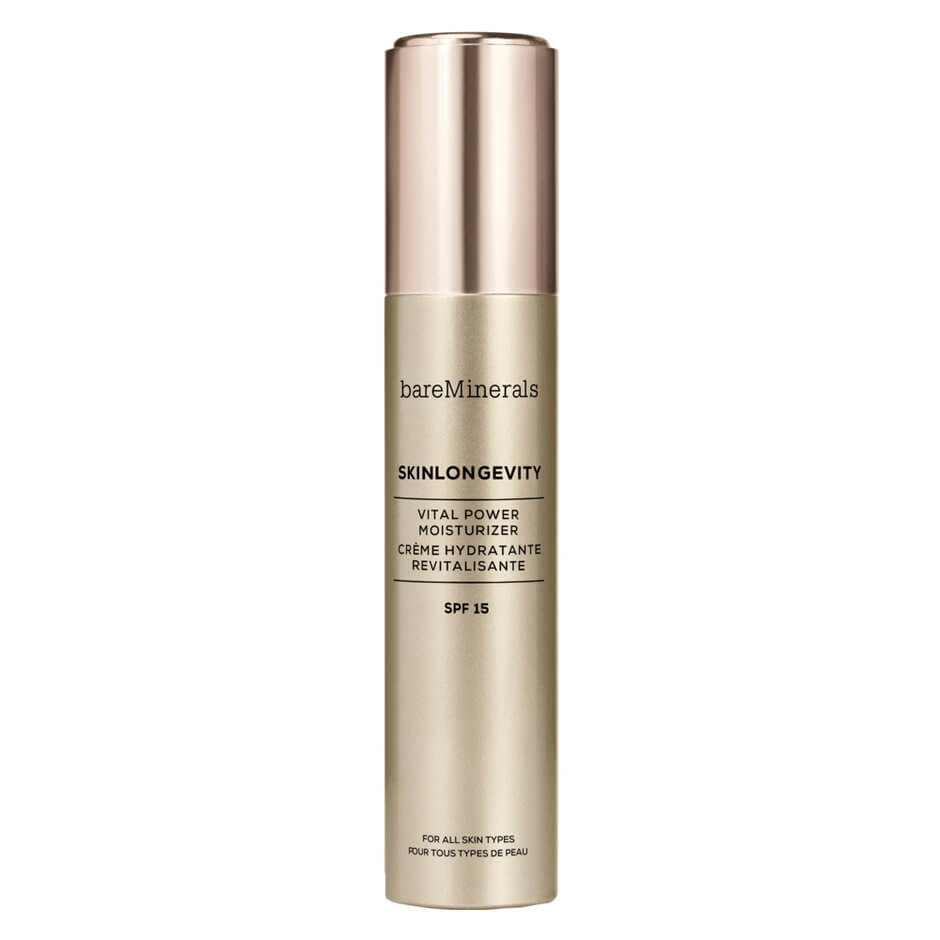 bareMinerals
SKINLONGEVITY
VITAL POWER
MOISTURIZER
CRÈME HYDRATANTE
REVITALISANTE
SPF 15
FOR ALL SKIN TYPES
POUR TOUS TYPES DE PEAU